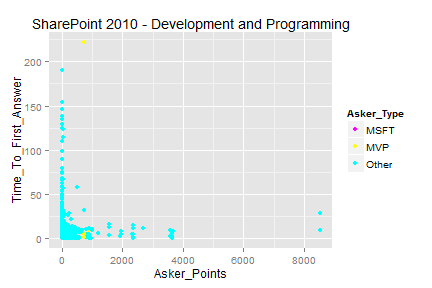 SharePoint 2010 - Development and Programming
Time_To_First_Answer
200
150
100
50
0
0 2000 4000 6000 8000
Asker_Points
Asker_Type
MSFT
MVP
Other